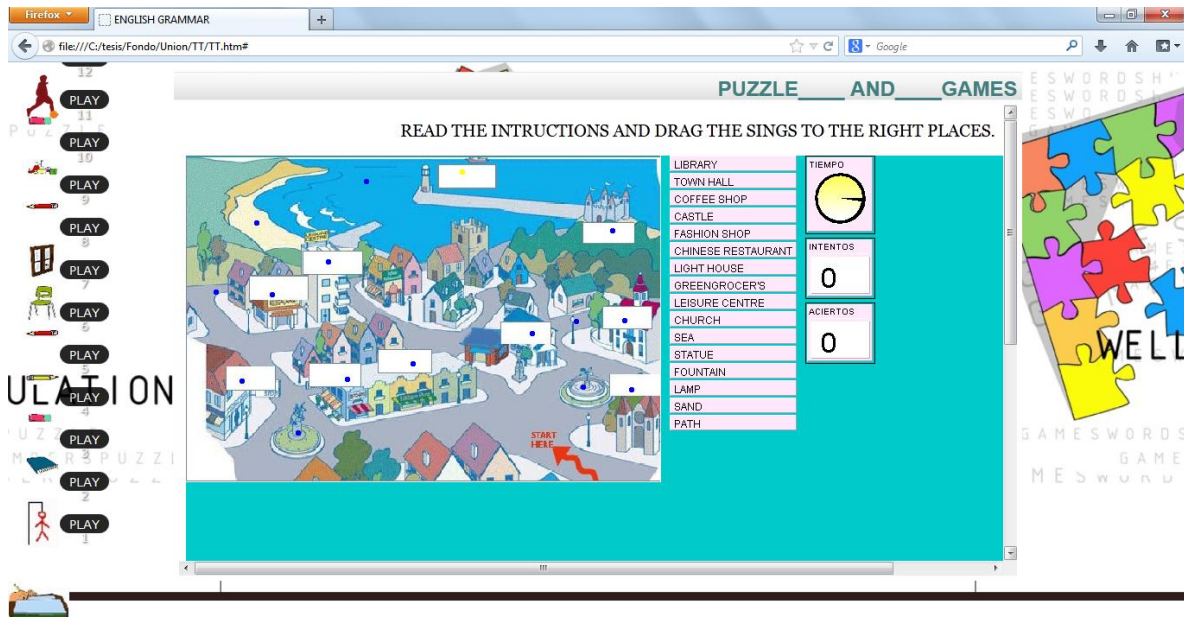 Firefox
ENGLISH GRAMMAR
file:///C:/tesis/Fondo/Union/TT/TT.htm#
Google
PUZZLE____ AND____GAMES
READ THE INTRUCTIONS AND DRAG THE SINGS TO THE RIGHT PLACES.
12
PLAY
11
PLAY
10
PLAY
9
PLAY
8
PLAY
7
PLAY
6
PLAY
5
PLAY
4
PLAY
3
PLAY
2
PLAY
1
ULATION
START
HERE
LIBRARY
TOWN HALL
COFFEE SHOP
CASTLE
FASHION SHOP
CHINESE RESTAURANT
LIGHT HOUSE
GREENGROCER'S
LEISURE CENTRE
CHURCH
SEA
STATUE
FOUNTAIN
LAMP
SAND
PATH
TIEMPO
INTENTOS
0
ACIERTOS
0
WELL
GAMESWORDS
GAME